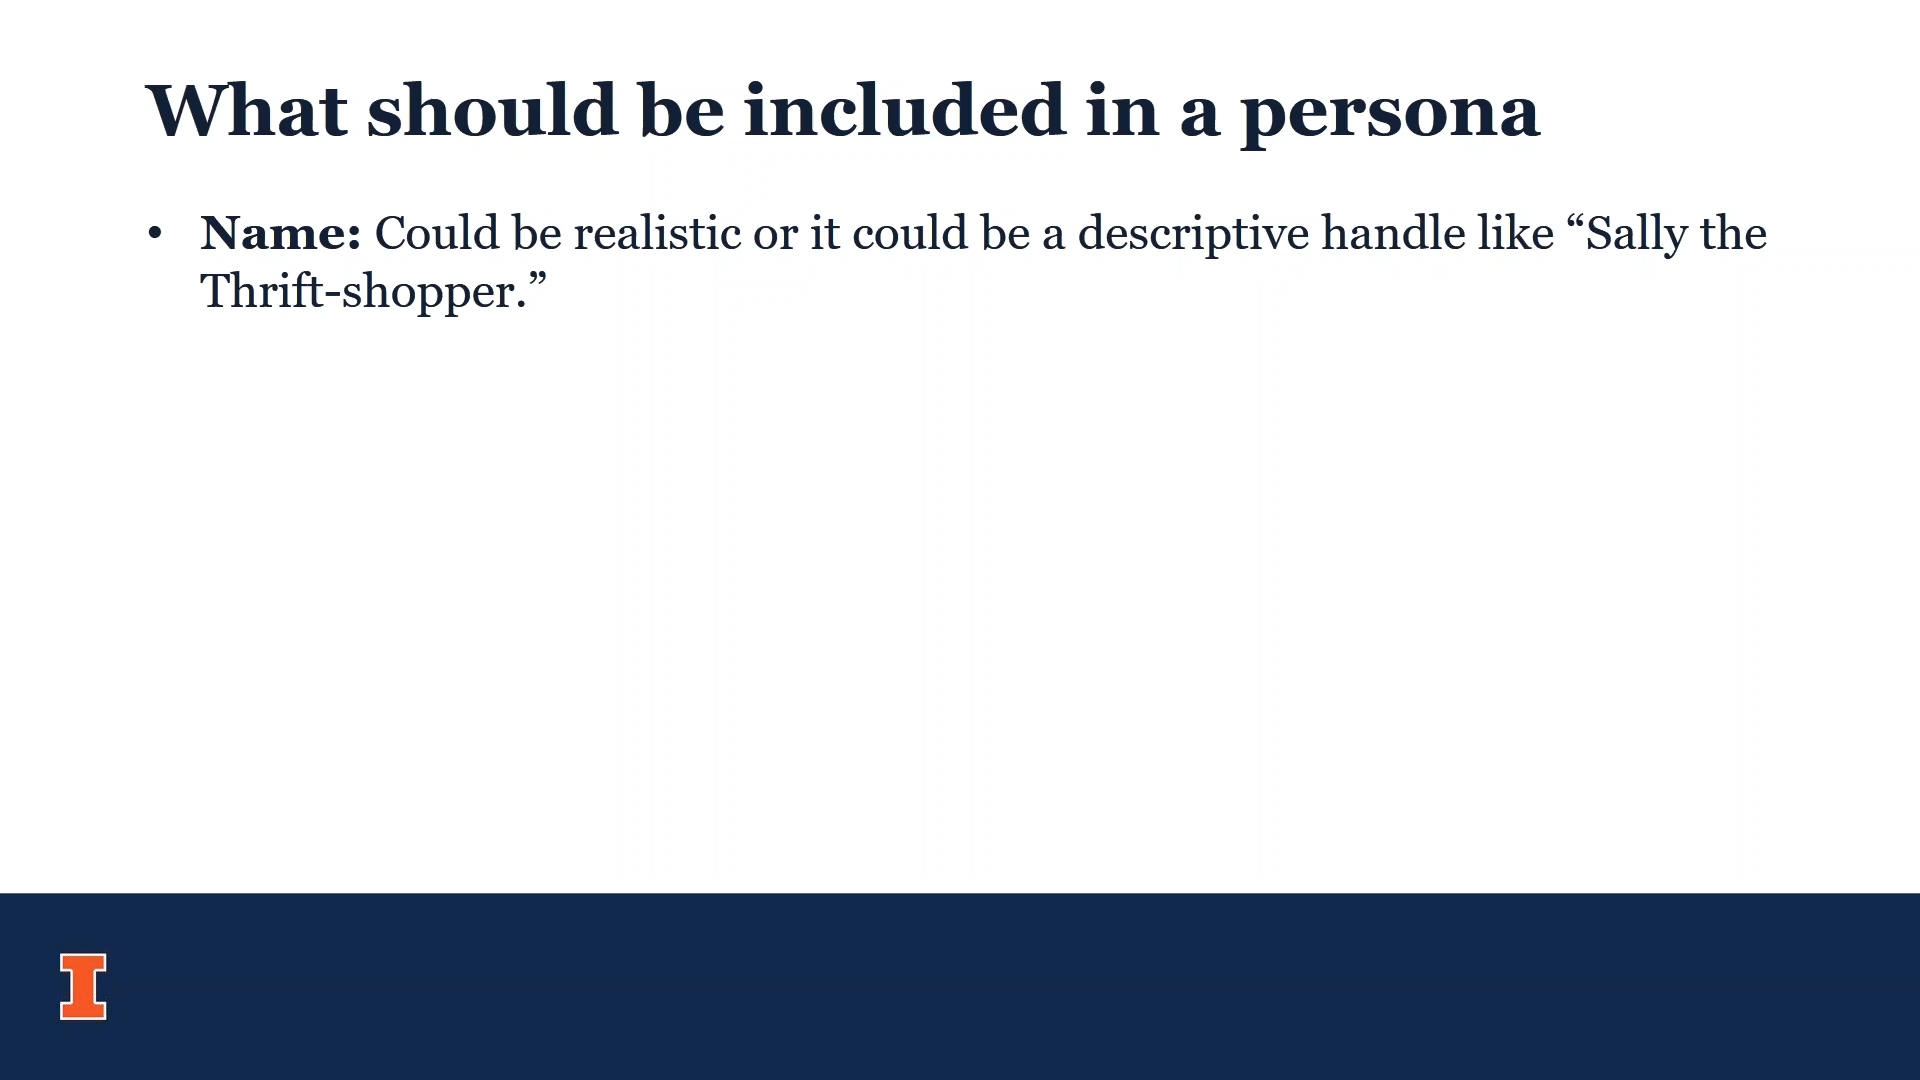 What should be included in a persona
• Name: Could be realistic or it could be a descriptive handle like “Sally the
Thrift-shopper.”
I